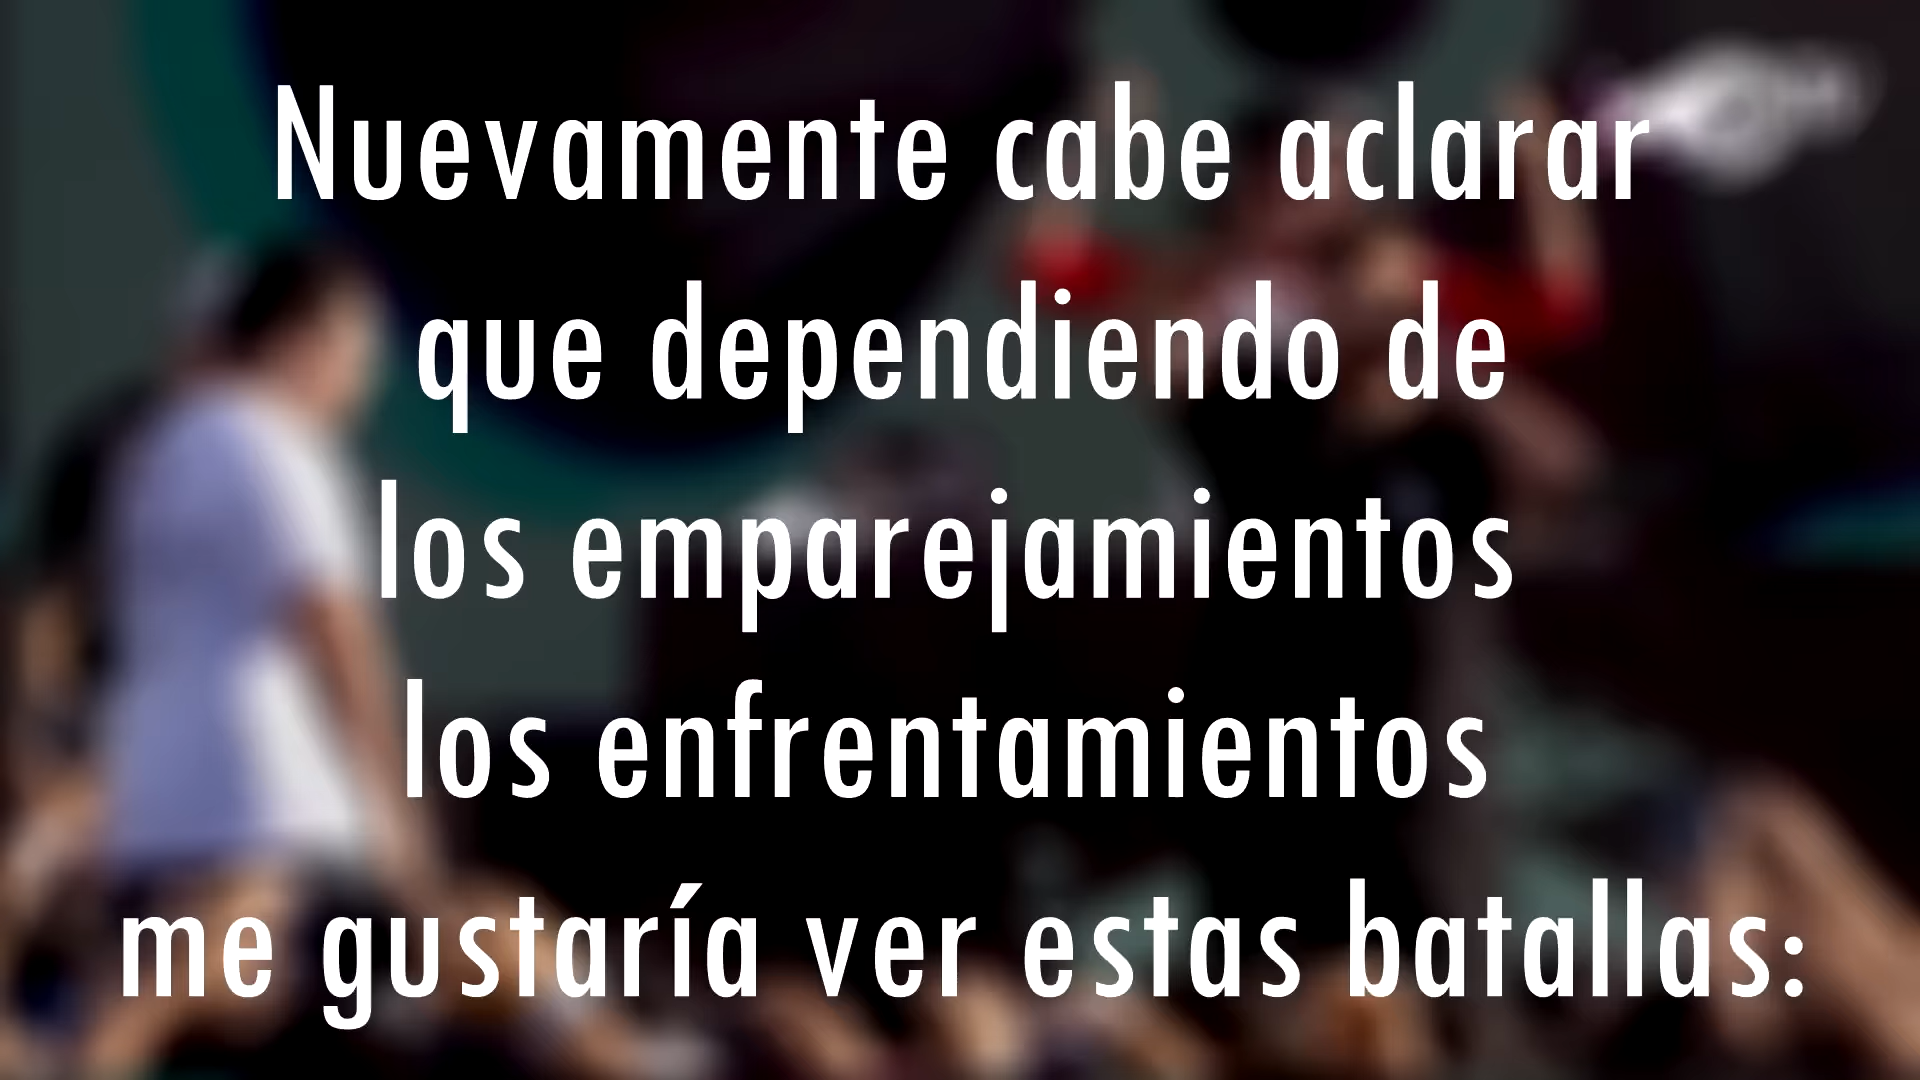 Nuevamente cabe aclarar
que dependiendo de
los emparejamientos
los enfrentamientos
me gustaría ver estas batallas: